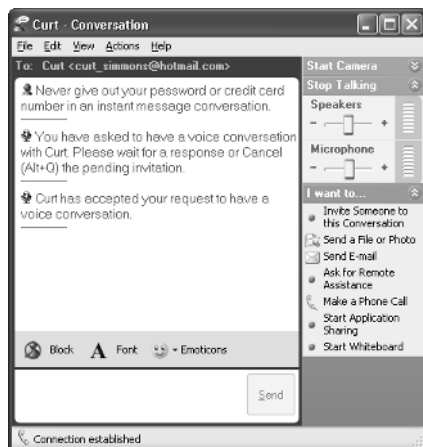 Curt - Conversation
File Edit View Actions Help
To: Curt <curt_simmons@hotmail.com>
Never give out your password or credit card
number in an instant message conversation.
You have asked to have a voice conversation
with Curt. Please wait for a response or Cancel
(Alt+Q) the pending invitation.
Curt has accepted your request to have a
voice conversation.
Block A Font Emoticons
Send
Connection established
Start Camera
Stop Talking
Speakers
- +
Microphone
- +
I want to...
Invite Someone to
this Conversation
Send a File or Photo
Send E-mail
Ask for Remote
Assistance
Make a Phone Call
Start Application
Sharing
Start Whiteboard